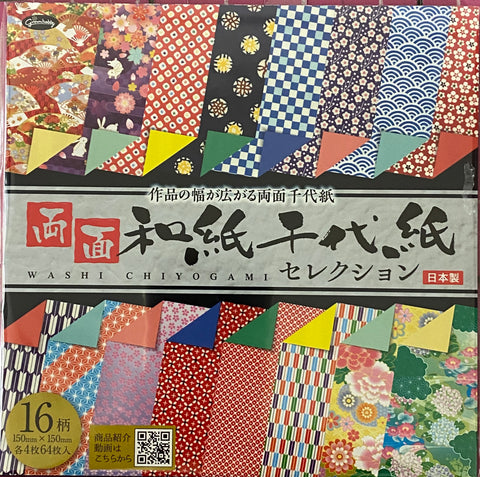 作品の幅が広がる両面千代紙
両面 和紙千代紙
WASHI CHIYOGAMI セレクション 日本製
16柄
150mm×150mm
各4枚64枚入
商品紹介
動画は
こちらから